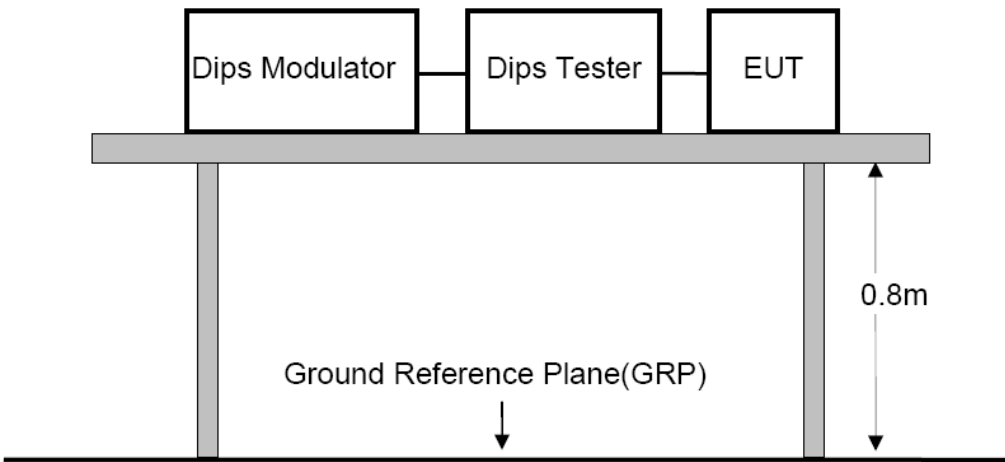 Dips Modulator
Dips Tester
EUT
0.8m
Ground Reference Plane(GRP)